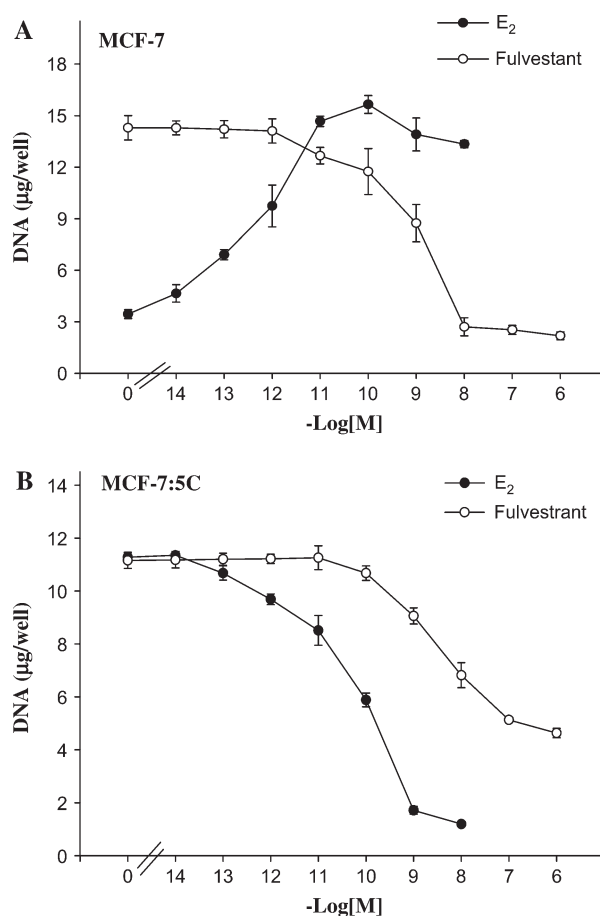 A
MCF-7
E2
Fulvestant
18
15
12
9
6
3
0
DNA (µg/well)
0 14 13 12 11 10 9 8 7 6
-Log[M]
B
MCF-7:5C
E2
Fulvestrant
14
12
10
8
6
4
2
0
DNA (µg/well)
0 14 13 12 11 10 9 8 7 6
-Log[M]